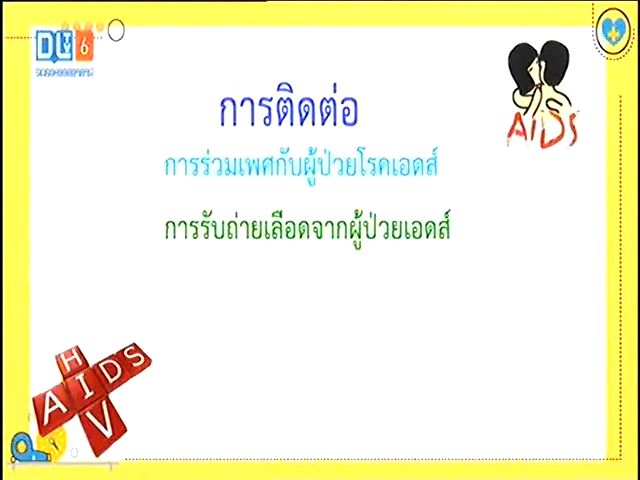 DL 6
การติดต่อ
AIDS
การร่วมเพศกับผู้ป่วยโรคเอดส์
การรับถ่ายเลือดจากผู้ป่วยเอดส์
HIV
AIDS